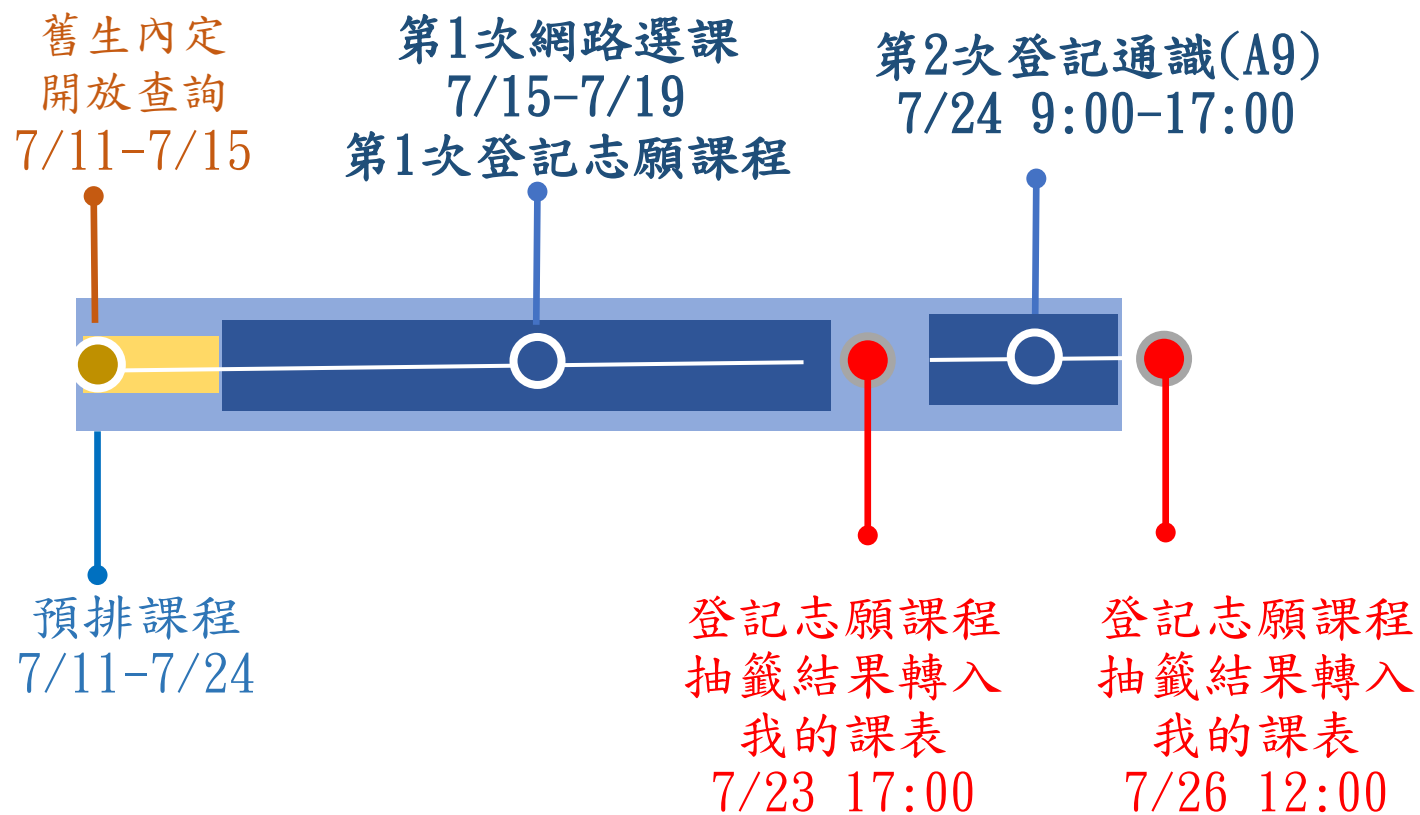 舊生內定
開放查詢
7/11-7/15
第1次網路選課
7/15-7/19
第1次登記志願課程
第2次登記通識(A9)
7/24 9:00-17:00
預排課程
7/11-7/24
登記志願課程
抽籤結果轉入
我的課表
7/23 17:00
登記志願課程
抽籤結果轉入
我的課表
7/26 12:00